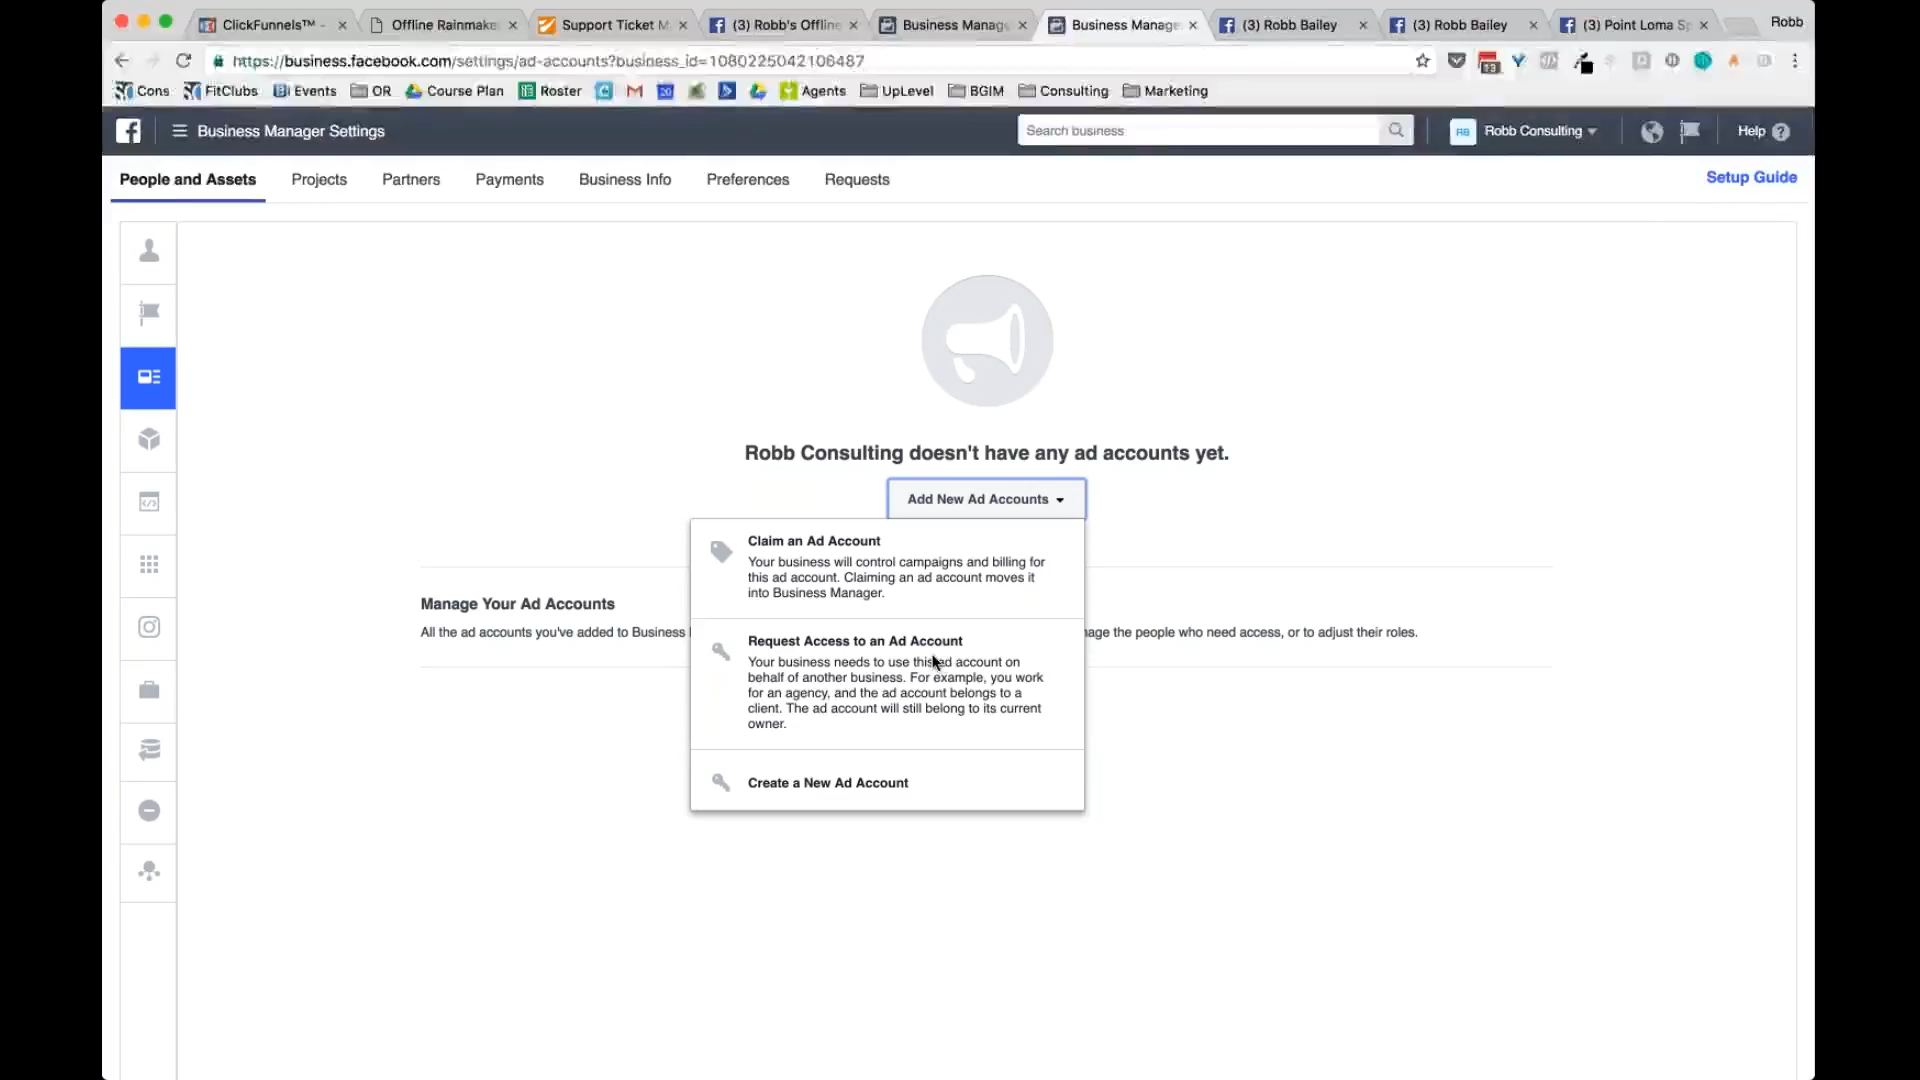 ClickFunnels™ -
Offline Rainmake
Support Ticket M
(3) Robb's Offline
Business Manag
Business Manage
(3) Robb Bailey
(3) Robb Bailey
(3) Point Loma Sp
Robb
https://business.facebook.com/settings/ad-accounts?business_id=1080225042106487
13
Cons
FitClubs
Events
OR
Course Plan
Roster
20
Agents
UpLevel
BGIM
Consulting
Marketing
Business Manager Settings
Search business
RB
Robb Consulting
Help
People and Assets
Projects
Partners
Payments
Business Info
Preferences
Requests
Setup Guide
Robb Consulting doesn't have any ad accounts yet.
Add New Ad Accounts
Claim an Ad Account
Your business will control campaigns and billing for
this ad account. Claiming an ad account moves it
into Business Manager.
Manage Your Ad Accounts
All the ad accounts you've added to Business
nage the people who need access, or to adjust their roles.
Request Access to an Ad Account
Your business needs to use this ad account on
behalf of another business. For example, you work
for an agency, and the ad account belongs to a
client. The ad account will still belong to its current
owner.
Create a New Ad Account